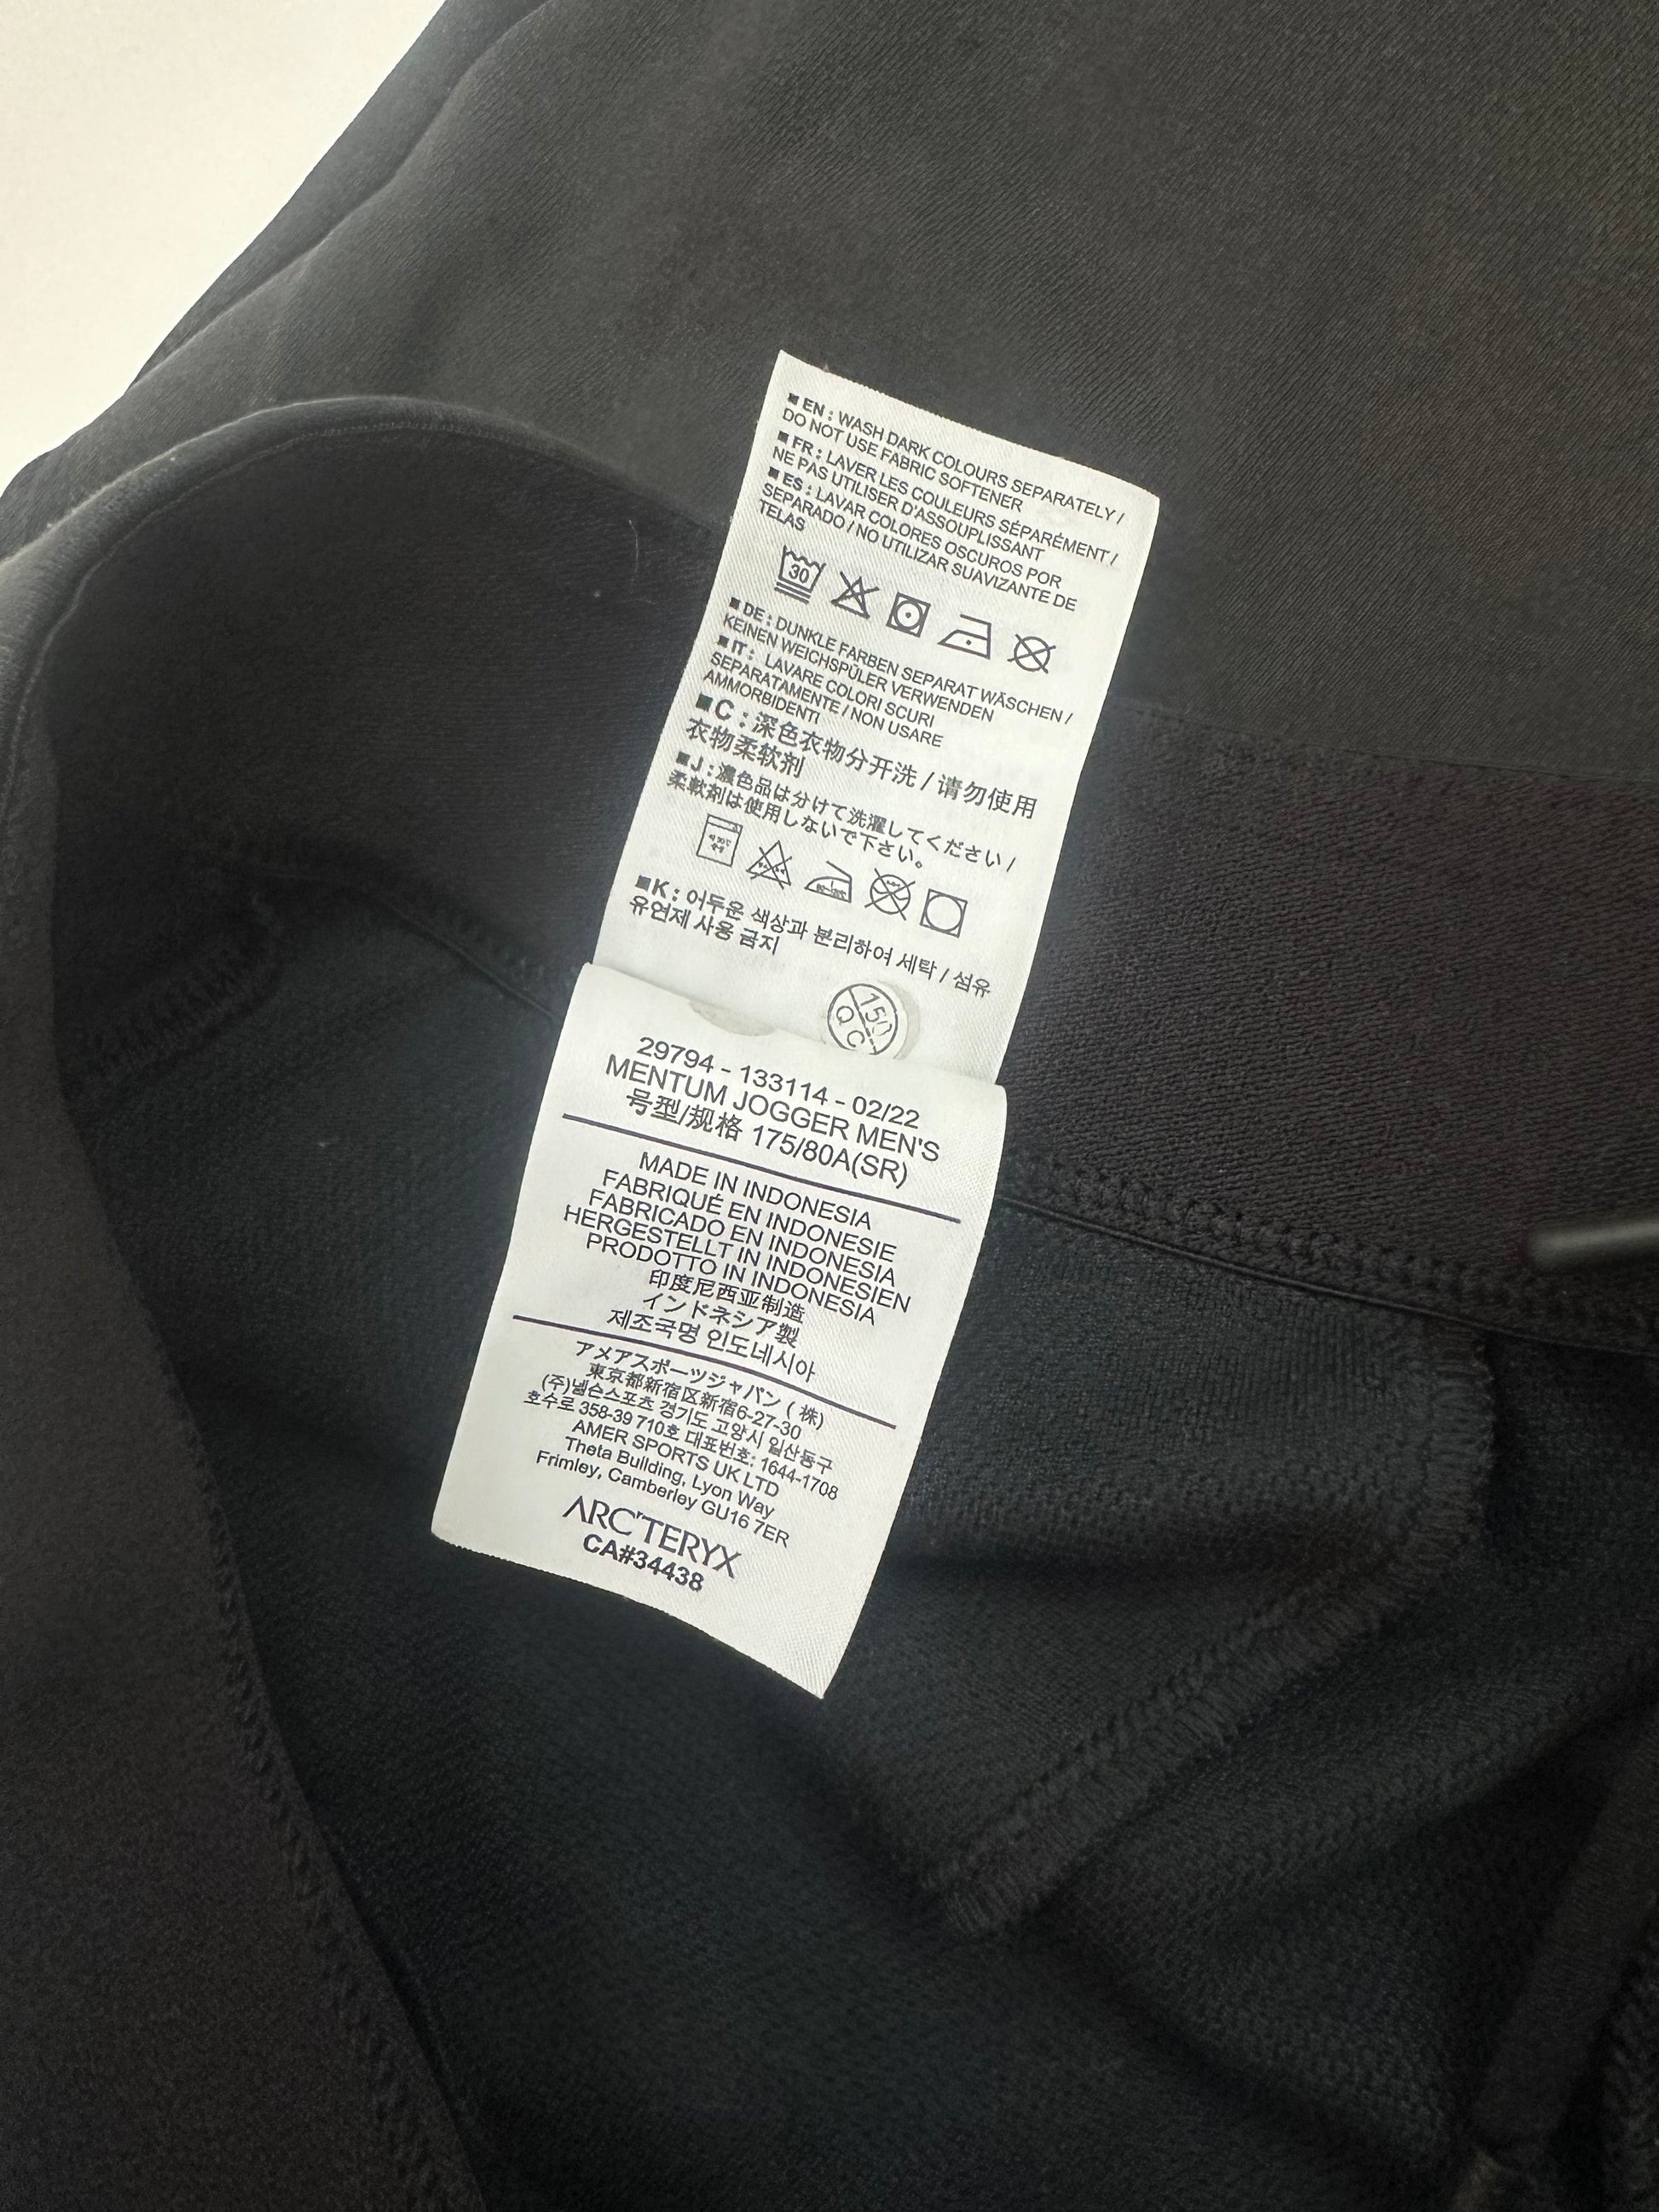 ■ EN : WASH DARK COLOURS SEPARATELY /
DO NOT USE FABRIC SOFTENER
■ FR : LAVER LES COULEURS SÉPARÉMENT /
NE PAS UTILISER D'ASSOUPLISSANT
■ ES : LAVAR COLORES OSCUROS POR
SEPARADO / NO UTILIZAR SUAVIZANTE DE
TELAS
30
■ DE : DUNKLE FARBEN SEPARAT WÄSCHEN /
KEINEN WEICHSPÜLER VERWENDEN
■ IT : LAVARE COLORI SCURI
SEPARATAMENTE / NON USARE
AMMORBIDENTI
■ C : 深色衣物分开洗 / 请勿使用
衣物柔软剂
■ J : 濃色品は分けて洗濯してください /
柔軟剤は使用しないで下さい。
■ K : 어두운 색상과 분리하여 세탁 / 섬유
유연제 사용 금지
150
QC
29794 - 133114 - 02/22
MENTUM JOGGER MEN'S
号型/规格 175/80A(SR)
MADE IN INDONESIA
FABRIQUÉ EN INDONESIE
FABRICADO EN INDONESIA
HERGESTELLT IN INDONESIEN
PRODOTTO IN INDONESIA
印度尼西亚制造
インドネシア製
제조국명 인도네시아
アメアスポーツジャパン ( 株)
東京都新宿区新宿6-27-30
(주)넬슨스포츠 경기도 고양시 일산동구
호수로 358-39 710호 대표번호: 1644-1708
AMER SPORTS UK LTD
Theta Building, Lyon Way
Frimley, Camberley GU16 7ER
ARC'TERYX
CA#34438